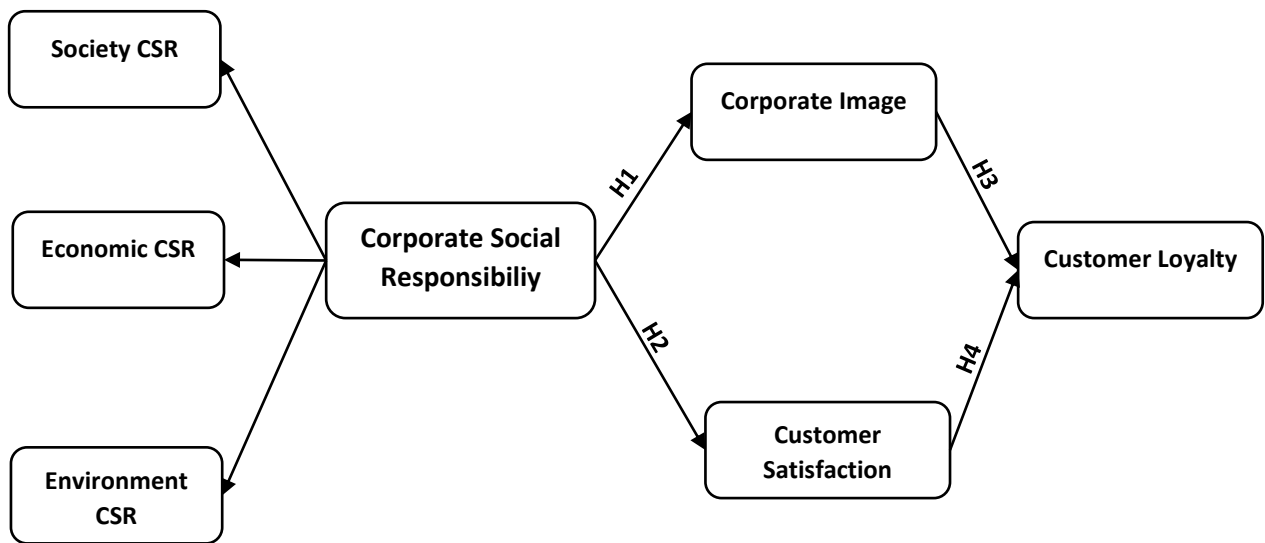 Society CSR
Economic CSR
Environment
CSR
Corporate Social
Responsibiliy
H1
H2
Corporate Image
Customer
Satisfaction
H3
H4
Customer Loyalty